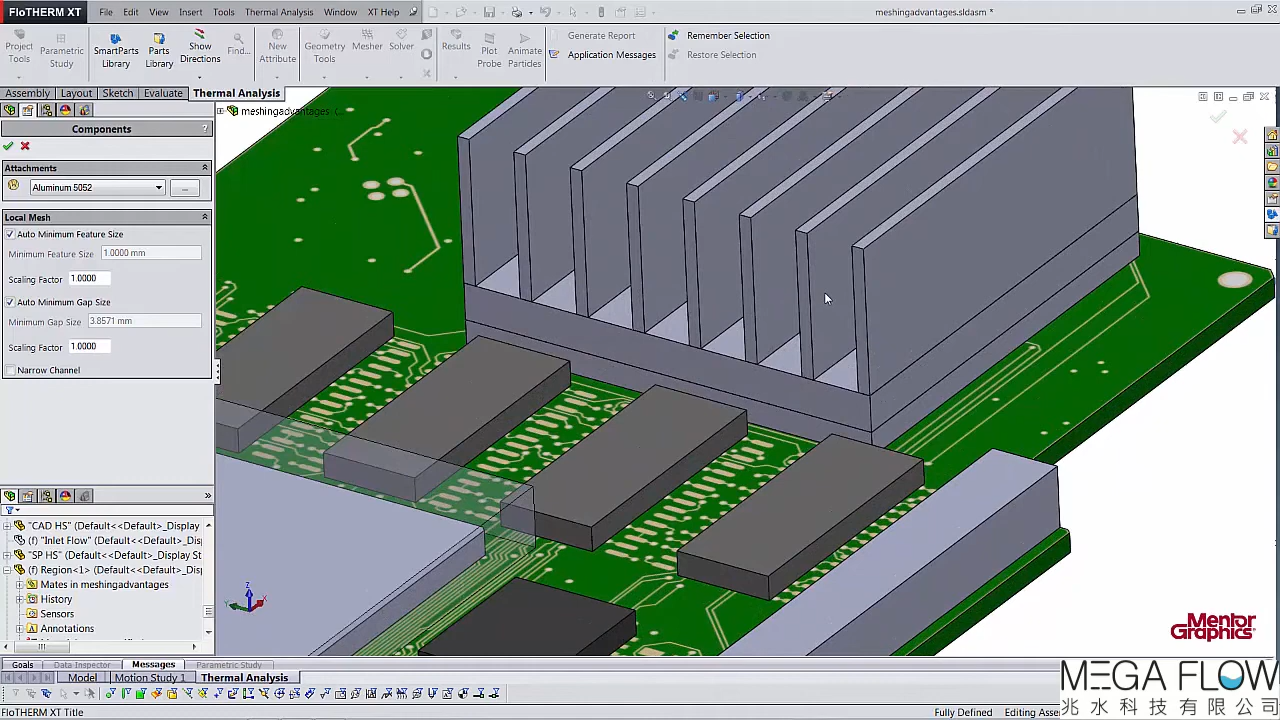 FloTHERM XT File Edit View Insert Tools Thermal Analysis Window XT Help meshingadvantages.sldasm *
Project Tools
Parametric Study
SmartParts Library
Parts Library
Show Directions
Find...
New Attribute
Geometry Tools
Mesher
Solver
Results
Plot Probe
Animate Particles
Generate Report
Application Messages
Remember Selection
Restore Selection
Assembly Layout Sketch Evaluate Thermal Analysis
meshingadvantages
Components ?
Attachments
Aluminum 5052 ...
Local Mesh
Auto Minimum Feature Size
Minimum Feature Size 1.0000 mm
Scaling Factor 1.0000
Auto Minimum Gap Size
Minimum Gap Size 3.8571 mm
Scaling Factor 1.0000
Narrow Channel
"CAD HS" (Default<<Default>_Display
(f) "Inlet Flow" (Default<<Default>_
"SP HS" (Default<<Default>_Display St
(f) Region<1> (Default<<Default>_Disp
Mates in meshingadvantages
History
Sensors
Annotations
Z
X
Y
Goals Data Inspector Messages Parametric Study
Model Motion Study 1 Thermal Analysis
FloTHERM XT Title Fully Defined Editing Asse
Mentor
Graphics
MEGA FLOW
兆水科技有限公司